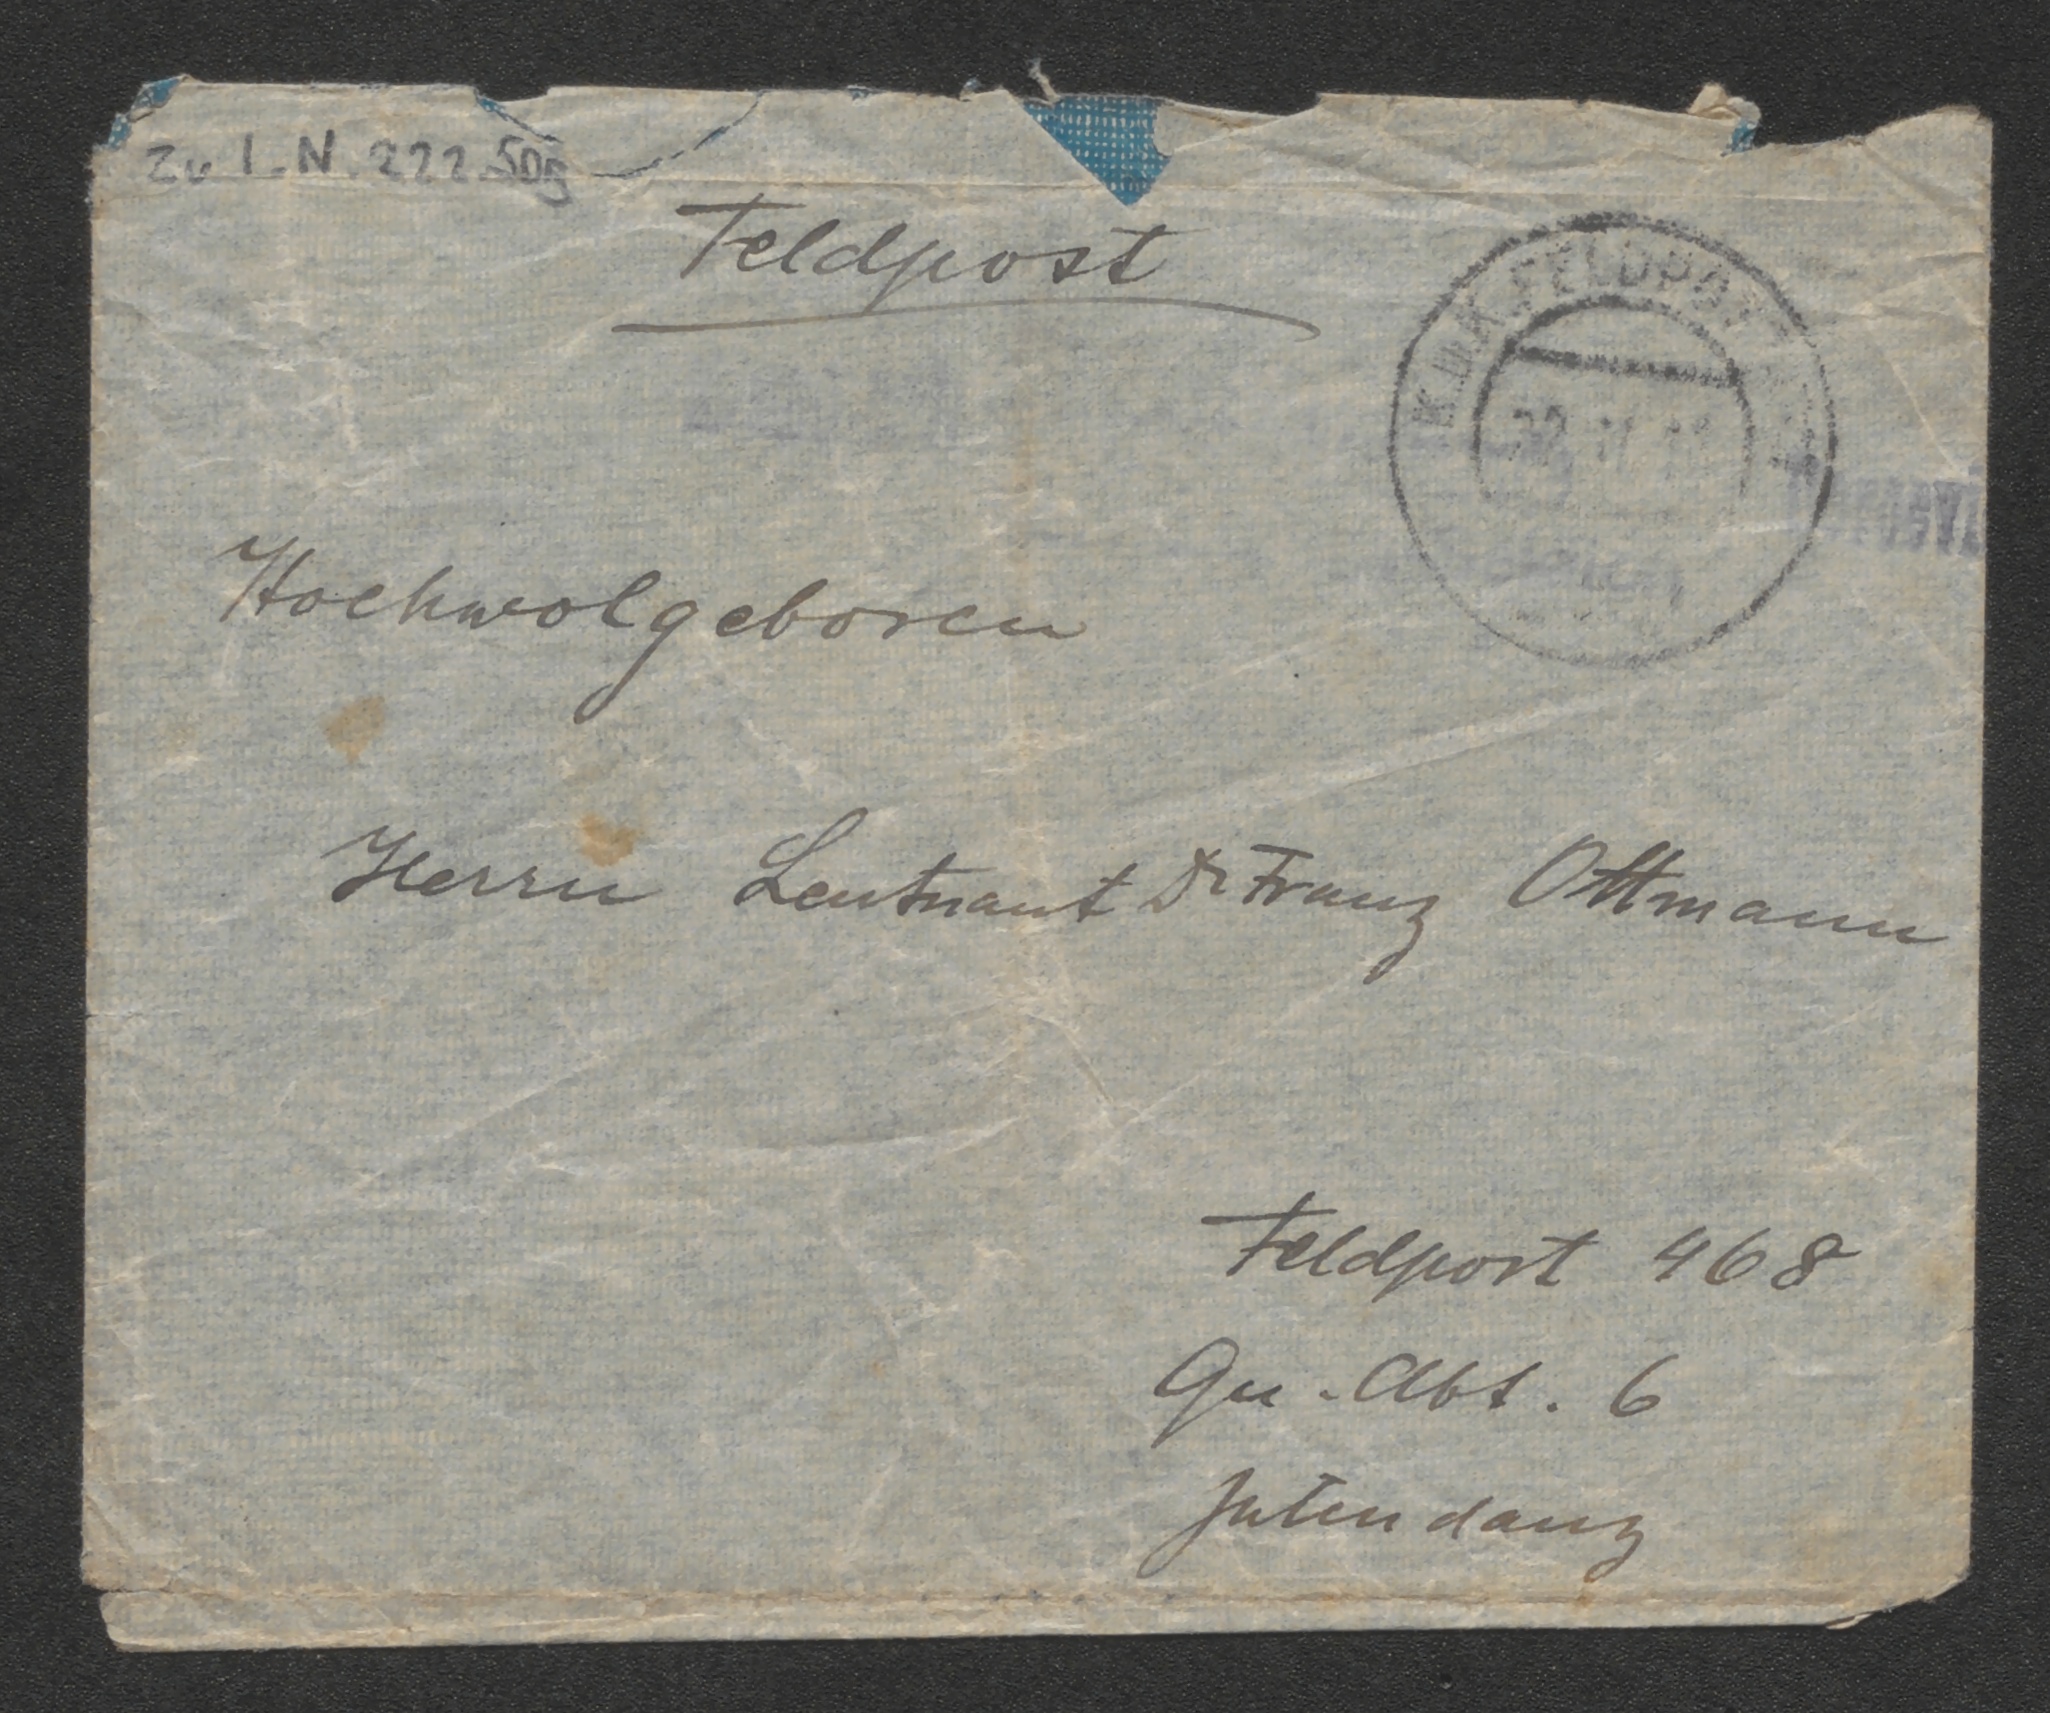 Zu I.N. 222.505
Feldpost
K.u.K. FELDPOST
Hochwolgeboren
Herrn Leutnant Dr Franz Ottmann
Feldpost 468
Qu.-Abt. 6
Intendanz